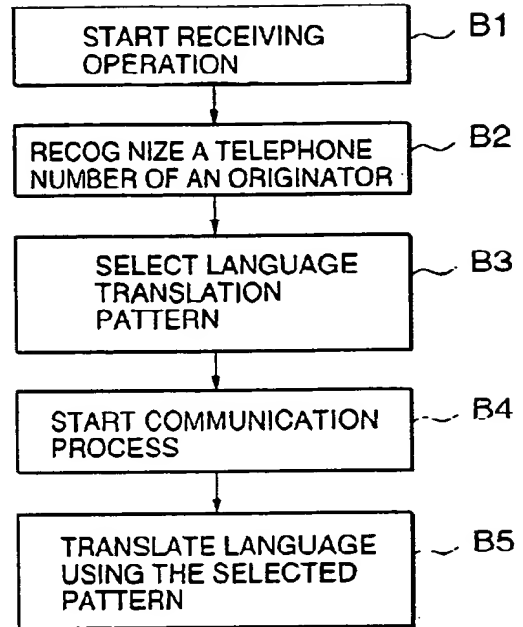 START RECEIVING
OPERATION
B1
RECOG NIZE A TELEPHONE
NUMBER OF AN ORIGINATOR
B2
SELECT LANGUAGE
TRANSLATION
PATTERN
B3
START COMMUNICATION
PROCESS
B4
TRANSLATE LANGUAGE
USING THE SELECTED
PATTERN
B5